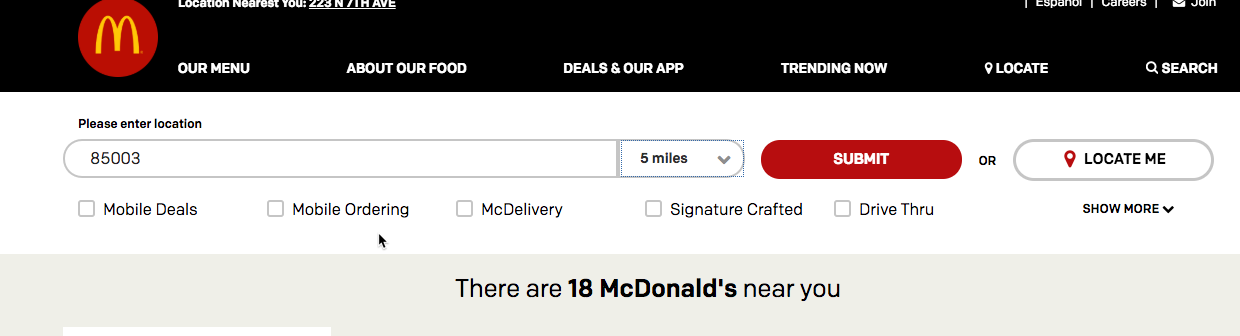 Location Nearest You: 223 N 7TH AVE
| Español | Careers | Join
OUR MENU ABOUT OUR FOOD DEALS & OUR APP TRENDING NOW LOCATE SEARCH
Please enter location
85003 5 miles SUBMIT OR LOCATE ME
Mobile Deals Mobile Ordering McDelivery Signature Crafted Drive Thru SHOW MORE
There are 18 McDonald's near you